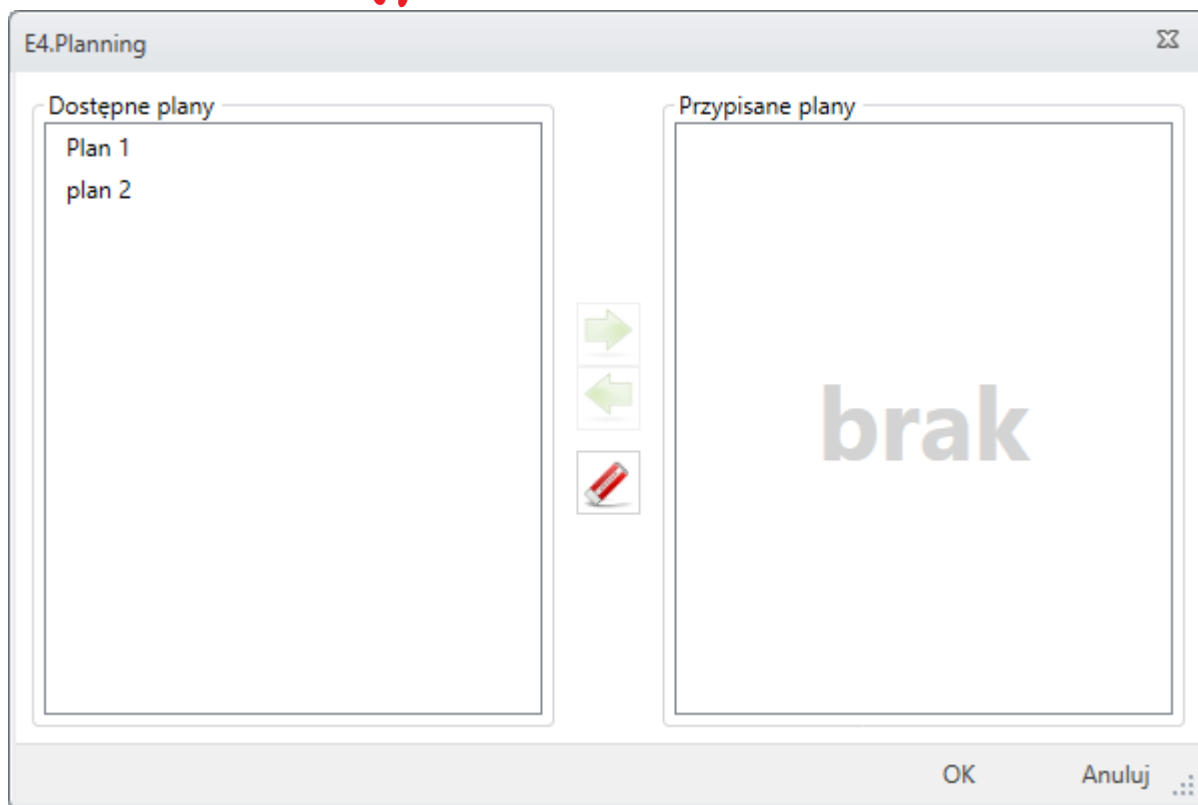 E4.Planning
Dostępne plany
Plan 1
plan 2
Przypisane plany
brak
OK
Anuluj